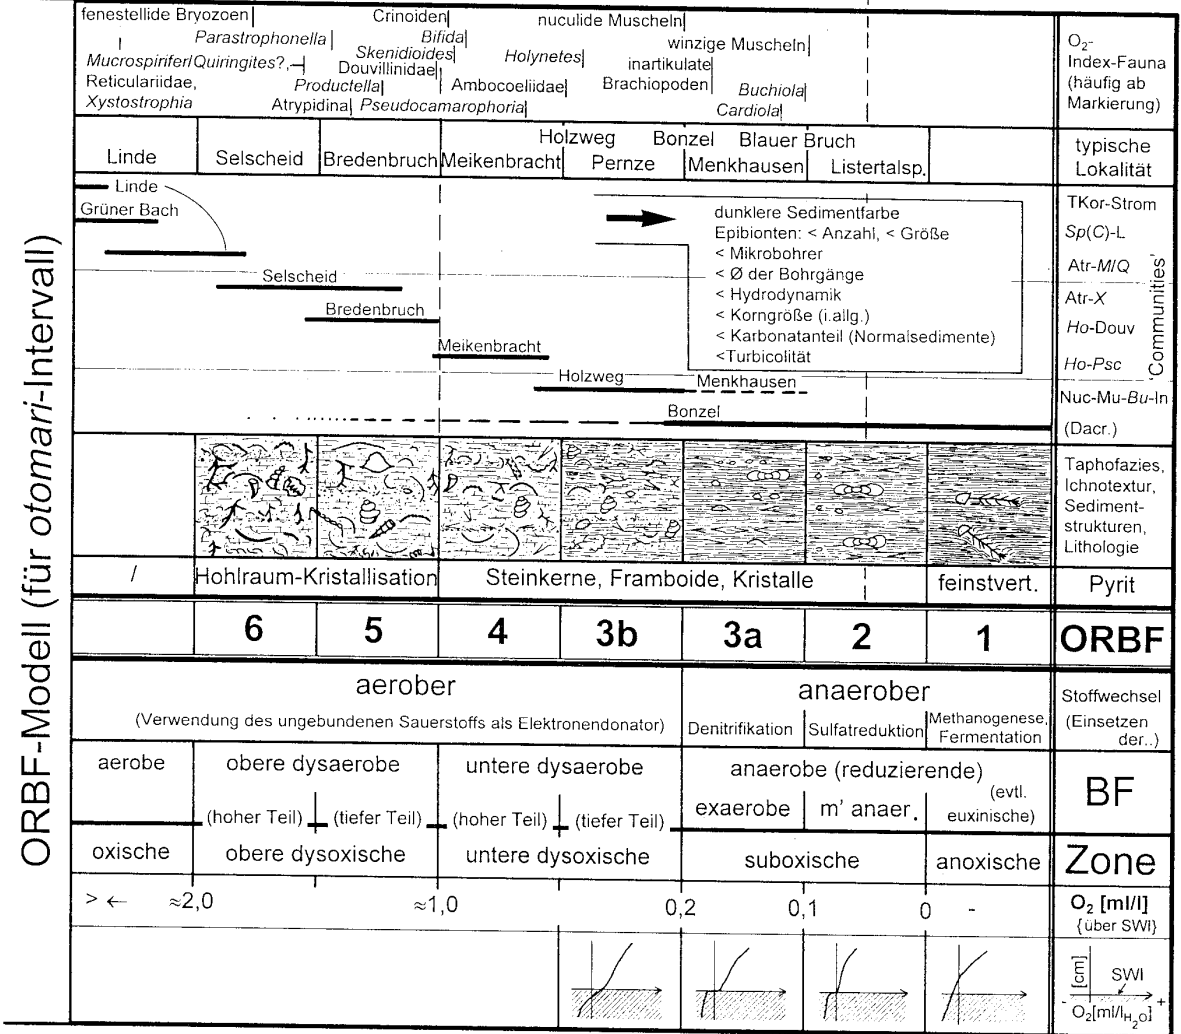 ORBF-Modell (für otomari-Intervall)
fenestellide Bryozoen
Crinoiden
nuculide Muscheln
Parastrophonella
Bifida
winzige Muscheln
Skenidioides
Holynetes
Mucrospirifer/Quiringites?,
Douvillinidae
inartikulate
Reticulariidae,
Productella
Ambocoeliidae
Brachiopoden
Buchiola
Xystostrophia
Atrypidina
Pseudocamarophoria
Cardiola
O2-
Index-Fauna
(häufig ab
Markierung)
Holzweg
Bonzel
Blauer Bruch
Linde
Selscheid
Bredenbruch
Meikenbracht
Pernze
Menkhausen
Listertalsp.
typische
Lokalität
Linde
Grüner Bach
Selscheid
Bredenbruch
Meikenbracht
Holzweg
Menkhausen
Bonzel
dunklere Sedimentfarbe
Epibionten: < Anzahl, < Größe
< Mikrobohrer
< Ø der Bohrgänge
< Hydrodynamik
< Korngröße (i.allg.)
< Karbonatanteil (Normalsedimente)
<Turbicolität
TKor-Strom
Sp(C)-L
Atr-M/Q
Atr-X
Ho-Douv
Ho-Psc
Nuc-Mu-Bu-In
(Dacr.)
'Communities'
Taphofazies,
Ichnotextur,
Sediment-
strukturen,
Lithologie
/
Hohlraum-Kristallisation
Steinkerne, Framboide, Kristalle
feinstvert.
Pyrit
6
5
4
3b
3a
2
1
ORBF
aerober
anaerober
Stoffwechsel
(Verwendung des ungebundenen Sauerstoffs als Elektronendonator)
Denitrifikation
Sulfatreduktion
Methanogenese,
Fermentation
(Einsetzen
der..)
aerobe
obere dysaerobe
untere dysaerobe
anaerobe (reduzierende)
BF
(hoher Teil)
(tiefer Teil)
(hoher Teil)
(tiefer Teil)
exaerobe
m' anaer.
(evtl.
euxinische)
oxische
obere dysoxische
untere dysoxische
suboxische
anoxische
Zone
> ←
≈2,0
≈1,0
0,2
0,1
0
-
O2 [ml/l]
{über SWI}
[cm]
SWI
- +
O2[ml/lH2O]